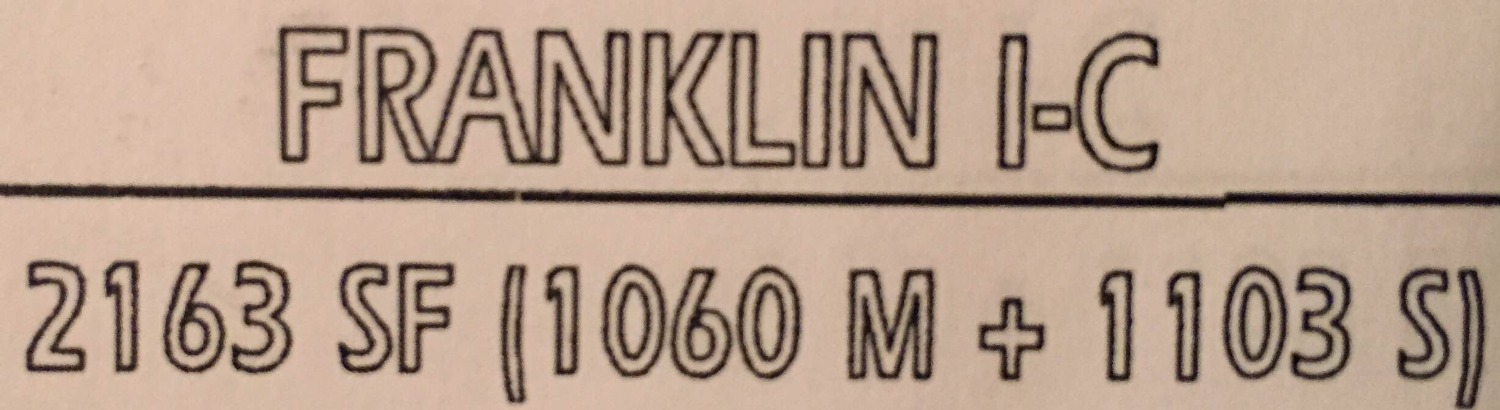 FRANKLIN I-C
2163 SF (1060 M + 1103 S)